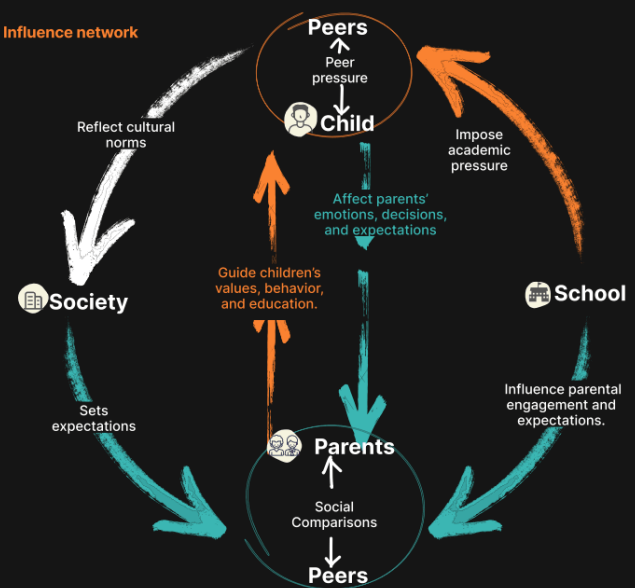 Influence network
Peers
Peer
pressure
Child
Reflect cultural
norms
Impose
academic
pressure
Affect parents'
emotions, decisions,
and expectations
Guide children's
values, behavior,
and education.
Society
School
Sets
expectations
Influence parental
engagement and
expectations.
Parents
Social
Comparisons
Peers